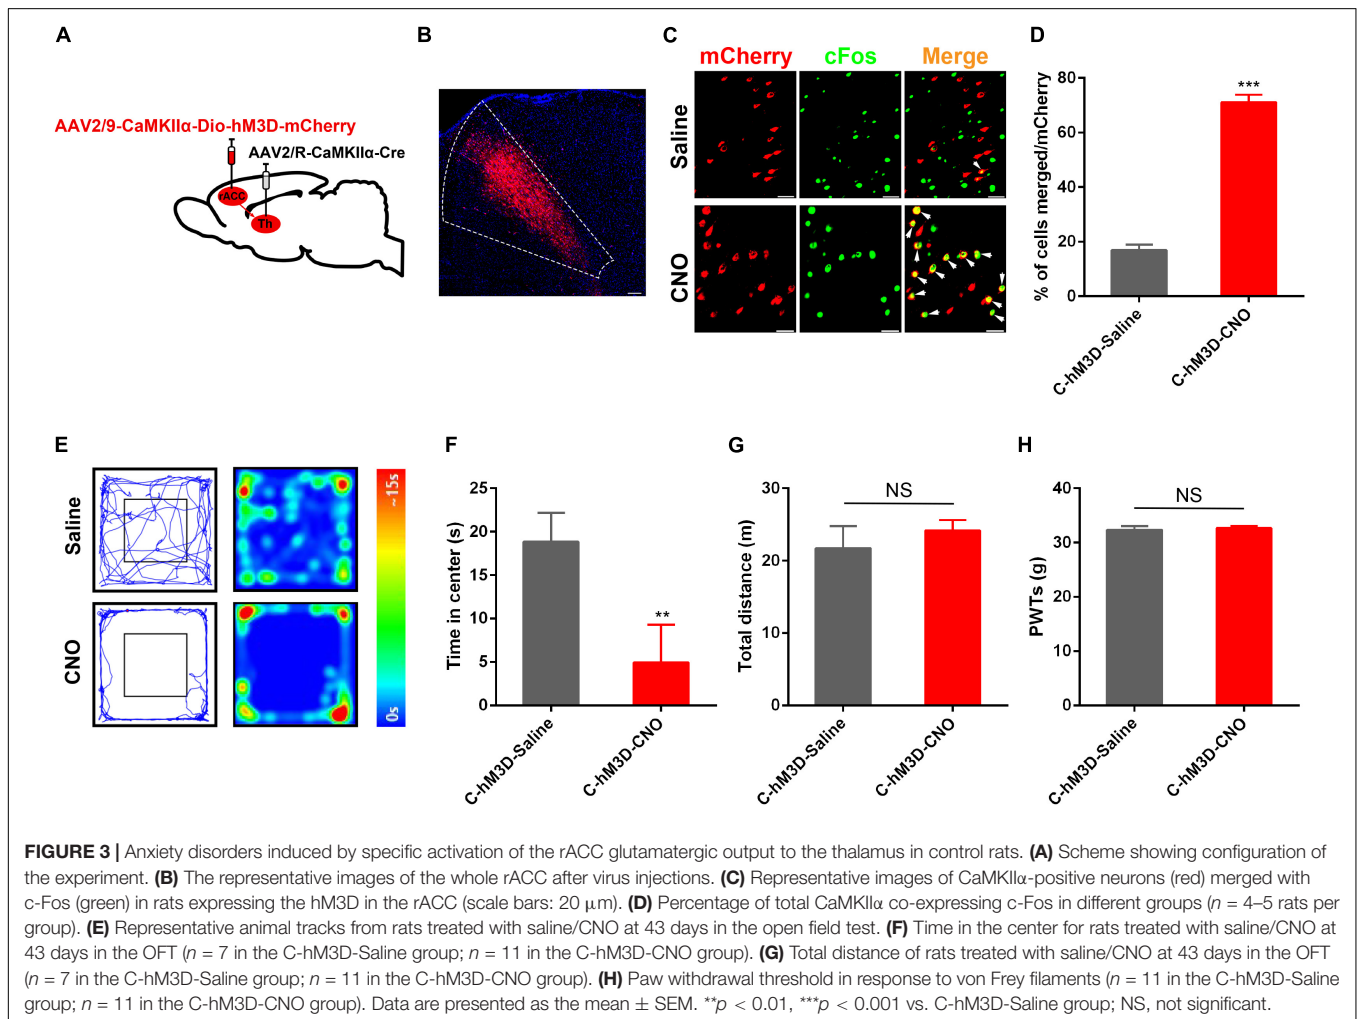 A
AAV2/9-CaMKIIα-Dio-hM3D-mCherry
AAV2/R-CaMKIIα-Cre
rACC
Th
B
C
mCherry
cFos
Merge
Saline
CNO
D
% of cells merged/mCherry
80
60
40
20
0
***
C-hM3D-Saline
C-hM3D-CNO
E
Saline
CNO
~15s
0s
F
Time in center (s)
25
20
15
10
5
0
**
C-hM3D-Saline
C-hM3D-CNO
G
Total distance (m)
30
20
10
0
NS
C-hM3D-Saline
C-hM3D-CNO
H
PWTs (g)
40
30
20
10
0
NS
C-hM3D-Saline
C-hM3D-CNO
FIGURE 3 | Anxiety disorders induced by specific activation of the rACC glutamatergic output to the thalamus in control rats. (A) Scheme showing configuration of
the experiment. (B) The representative images of the whole rACC after virus injections. (C) Representative images of CaMKIIα-positive neurons (red) merged with
c-Fos (green) in rats expressing the hM3D in the rACC (scale bars: 20 μm). (D) Percentage of total CaMKIIα co-expressing c-Fos in different groups (n = 4–5 rats per
group). (E) Representative animal tracks from rats treated with saline/CNO at 43 days in the open field test. (F) Time in the center for rats treated with saline/CNO at
43 days in the OFT (n = 7 in the C-hM3D-Saline group; n = 11 in the C-hM3D-CNO group). (G) Total distance of rats treated with saline/CNO at 43 days in the OFT
(n = 7 in the C-hM3D-Saline group; n = 11 in the C-hM3D-CNO group). (H) Paw withdrawal threshold in response to von Frey filaments (n = 11 in the C-hM3D-Saline
group; n = 11 in the C-hM3D-CNO group). Data are presented as the mean ± SEM. **p < 0.01, ***p < 0.001 vs. C-hM3D-Saline group; NS, not significant.